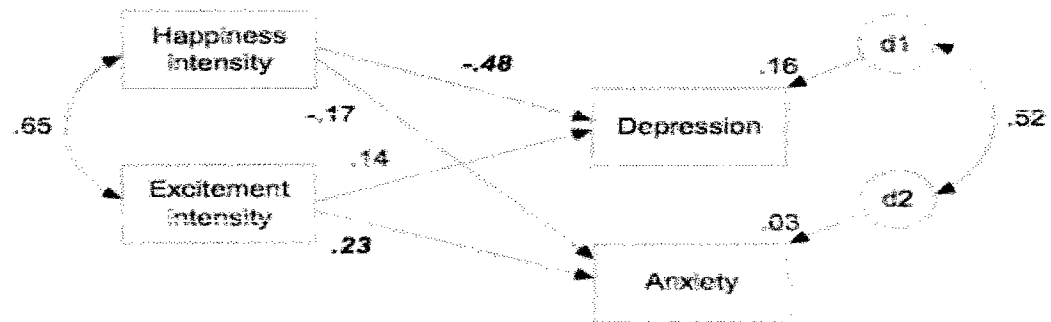 Happiness
Intensity
-.48
.16
d1
.65
-.17
Depression
.52
.14
Excitement
Intensity
d2
.23
.03
Anxiety